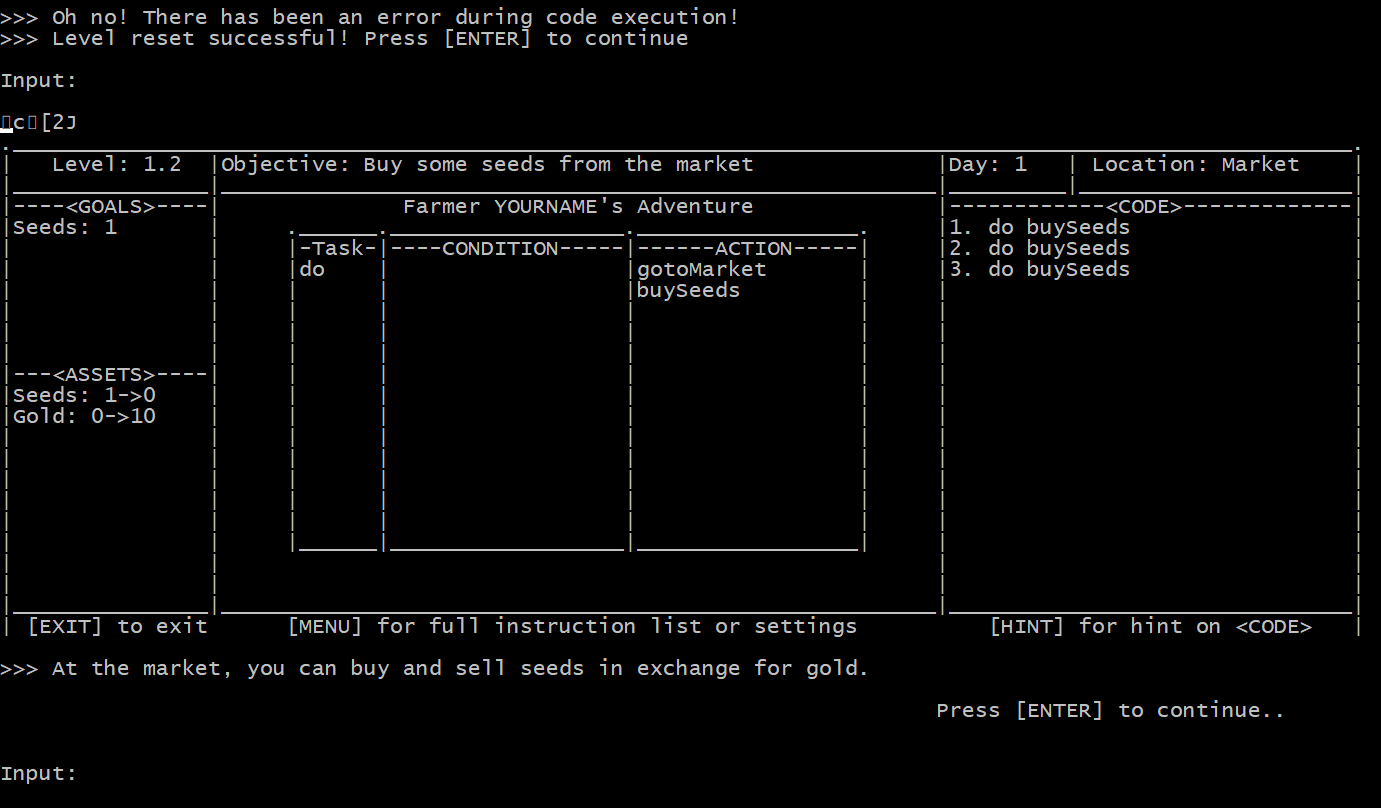 >>> Oh no! There has been an error during code execution!
>>> Level reset successful! Press [ENTER] to continue
Input:
▯c▯[2J
Level: 1.2 |Objective: Buy some seeds from the market |Day: 1 | Location: Market
----<GOALS>---- Farmer YOURNAME's Adventure ------------<CODE>-------------
Seeds: 1 1. do buySeeds
-Task-|----CONDITION-----|------ACTION----- 2. do buySeeds
do gotoMarket 3. do buySeeds
buySeeds
---<ASSETS>----
Seeds: 1->0
Gold: 0->10
[EXIT] to exit [MENU] for full instruction list or settings [HINT] for hint on <CODE>
>>> At the market, you can buy and sell seeds in exchange for gold.
Press [ENTER] to continue..
Input: